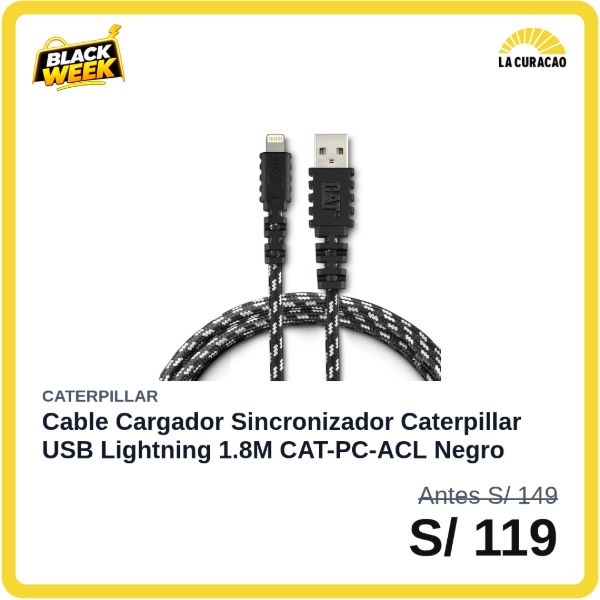 BLACK
WEEK
LA CURACAO
CAT
CATERPILLAR
Cable Cargador Sincronizador Caterpillar
USB Lightning 1.8M CAT-PC-ACL Negro
Antes S/ 149
S/ 119